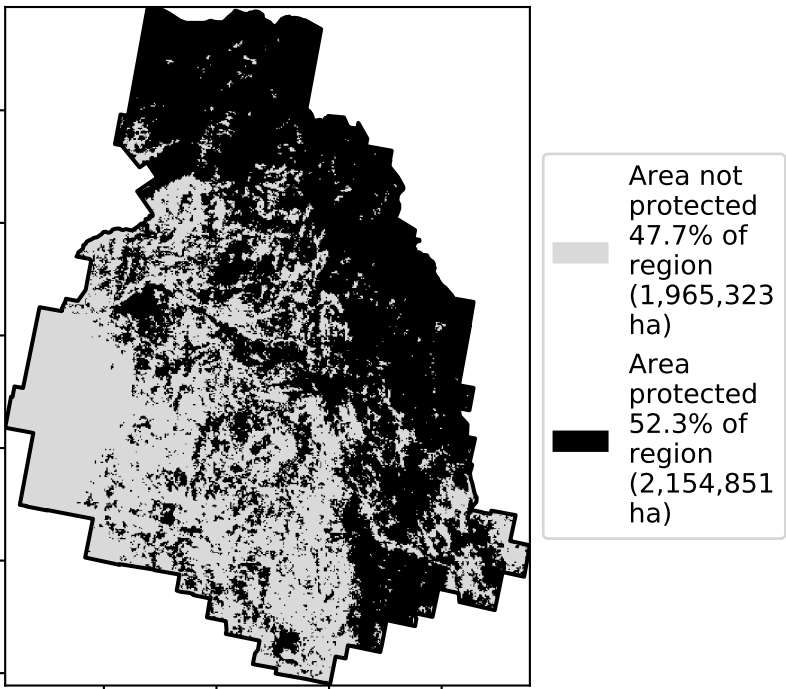 Area not
protected
47.7% of
region
(1,965,323
ha)
Area
protected
52.3% of
region
(2,154,851
ha)